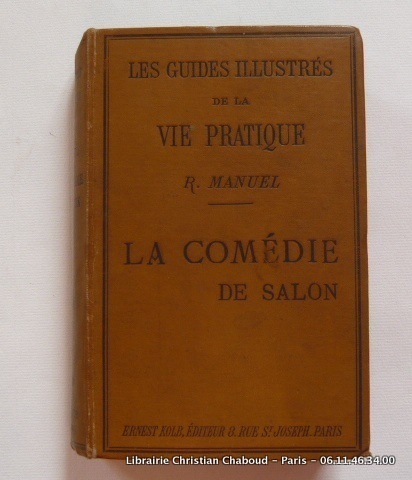 LES GUIDES ILLUSTRÉS
DE LA
VIE PRATIQUE
R. MANUEL
LA COMÉDIE
DE SALON
ERNEST KOLB, ÉDITEUR 8, RUE St-JOSEPH. PARIS
Librairie Christian Chaboud - Paris - 06.11.46.34.00